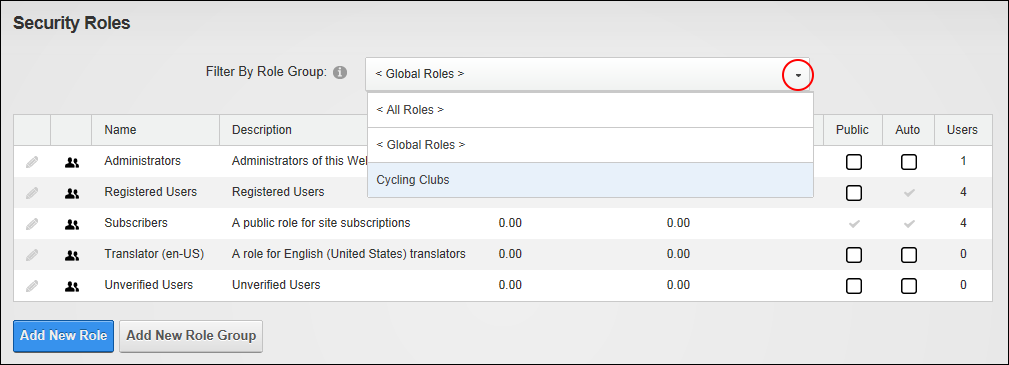 Security Roles
Filter By Role Group: < Global Roles >
< All Roles >
< Global Roles >
Cycling Clubs
Name Description Public Auto Users
Administrators Administrators of this Wel 1
Registered Users Registered Users 4
Subscribers A public role for site subscriptions 0.00 0.00 4
Translator (en-US) A role for English (United States) translators 0.00 0.00 0
Unverified Users Unverified Users 0.00 0.00 0
Add New Role Add New Role Group